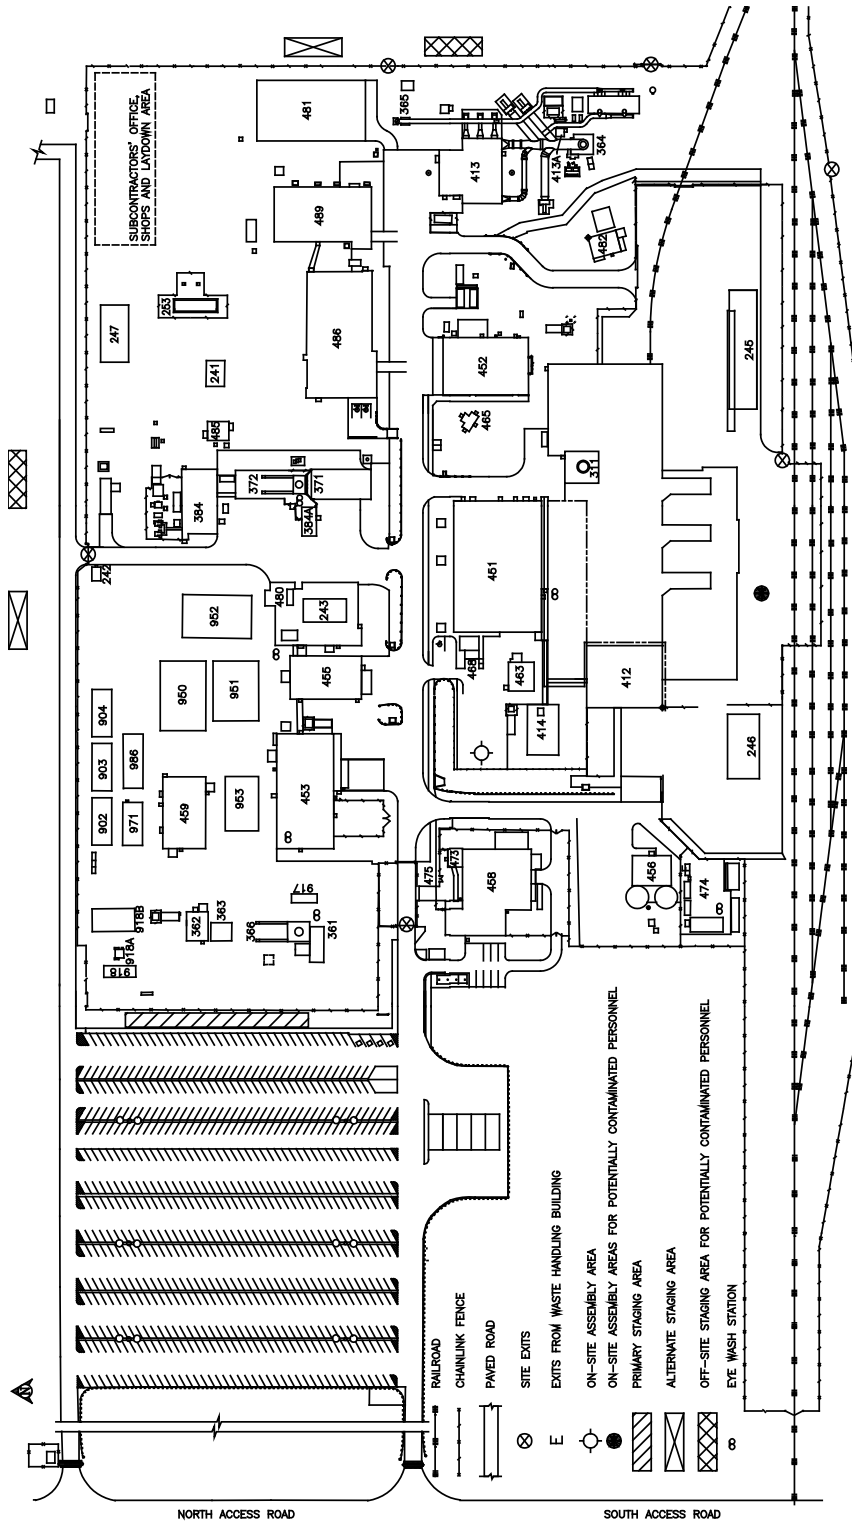 SUBCONTRACTORS' OFFICE,
SHOPS AND LAYDOWN AREA
481
365
413
413A
364
489
482
253
247
486
241
452
465
245
485
311
372
371
384
384A
451
242
952
480
243
468
463
412
455
950
951
904
903
902
986
971
459
953
453
414
246
475
473
458
456
474
917
918B
918A
918
362
363
366
361
RAILROAD
CHAINLINK FENCE
PAVED ROAD
SITE EXITS
E
EXITS FROM WASTE HANDLING BUILDING
ON-SITE ASSEMBLY AREA
ON-SITE ASSEMBLY AREAS FOR POTENTIALLY CONTAMINATED PERSONNEL
PRIMARY STAGING AREA
ALTERNATE STAGING AREA
OFF-SITE STAGING AREA FOR POTENTIALLY CONTAMINATED PERSONNEL
EYE WASH STATION
N
NORTH ACCESS ROAD
SOUTH ACCESS ROAD